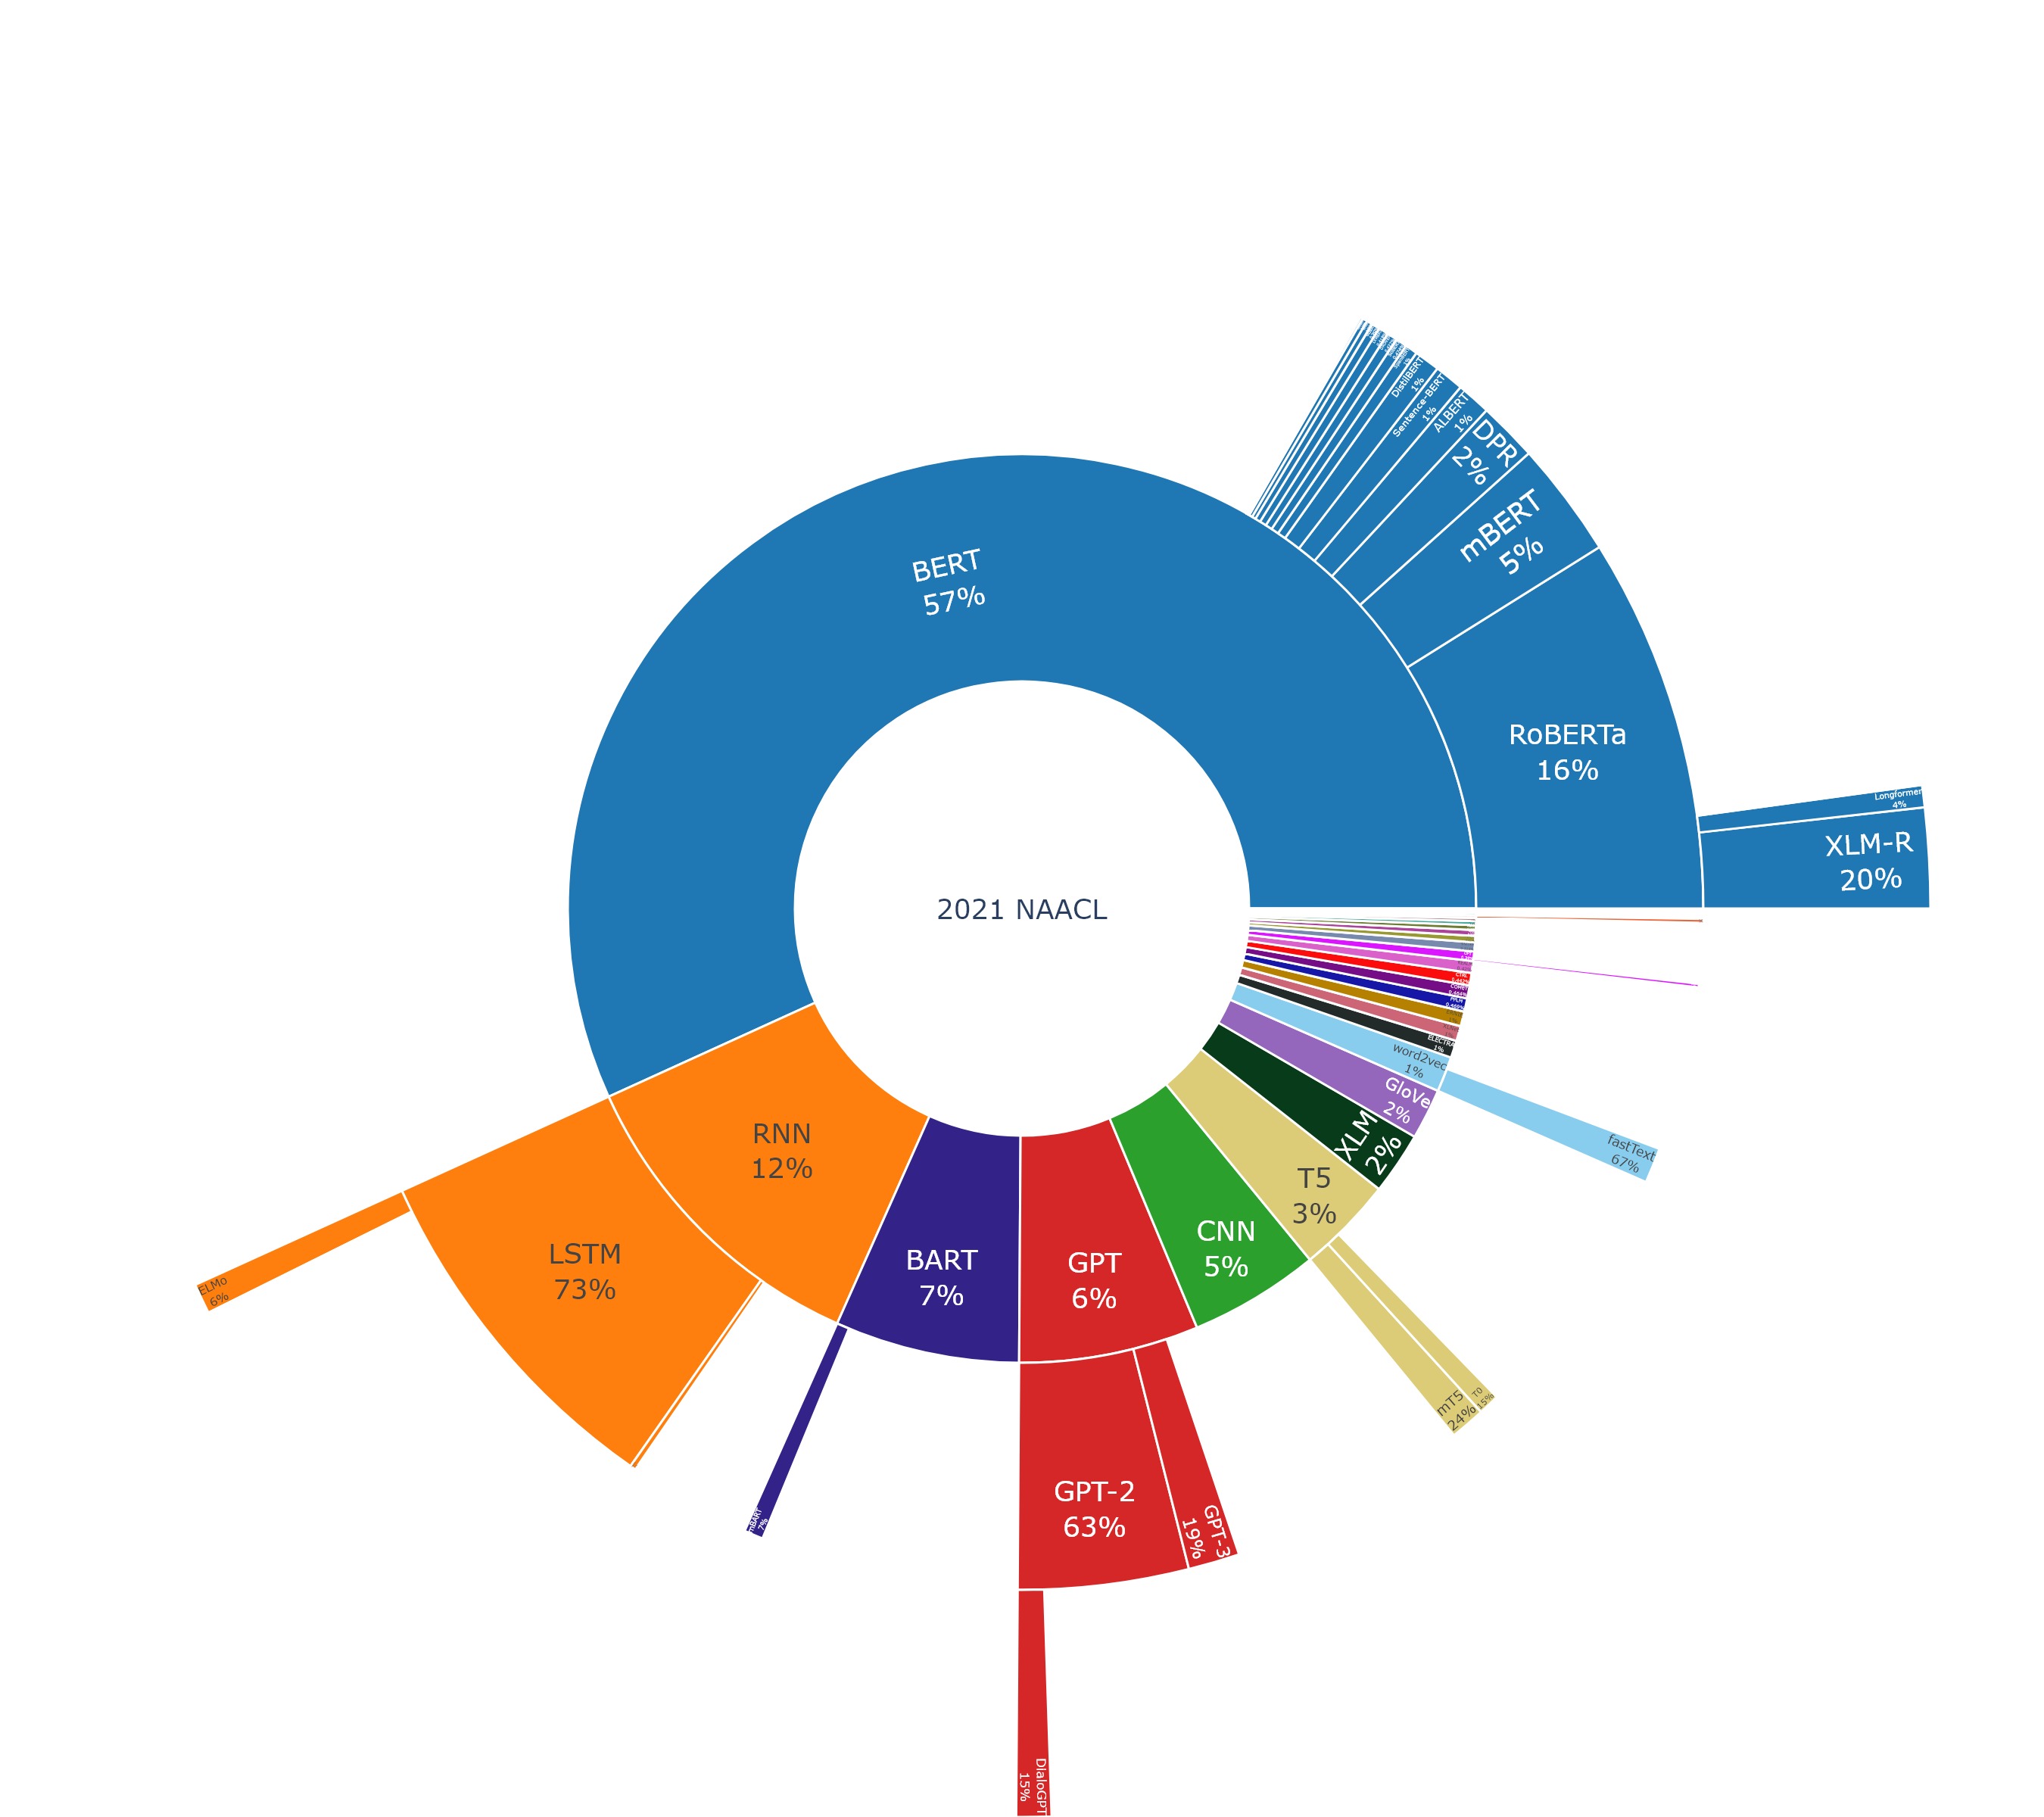 DistilBERT
1%
Sentence-BERT
1%
ALBERT
1%
DPR
2%
mBERT
5%
BERT
57%
RoBERTa
16%
Longformer
4%
XLM-R
20%
2021 NAACL
ELECTRA
1%
word2vec
1%
GloVe
2%
fastText
67%
XLM
2%
T5
3%
RNN
12%
CNN
5%
BART
7%
GPT
6%
LSTM
73%
ELMo
6%
mT5
24%
T0
15%
GPT-2
63%
GPT-3
19%
mBART
7%
DialoGPT
15%